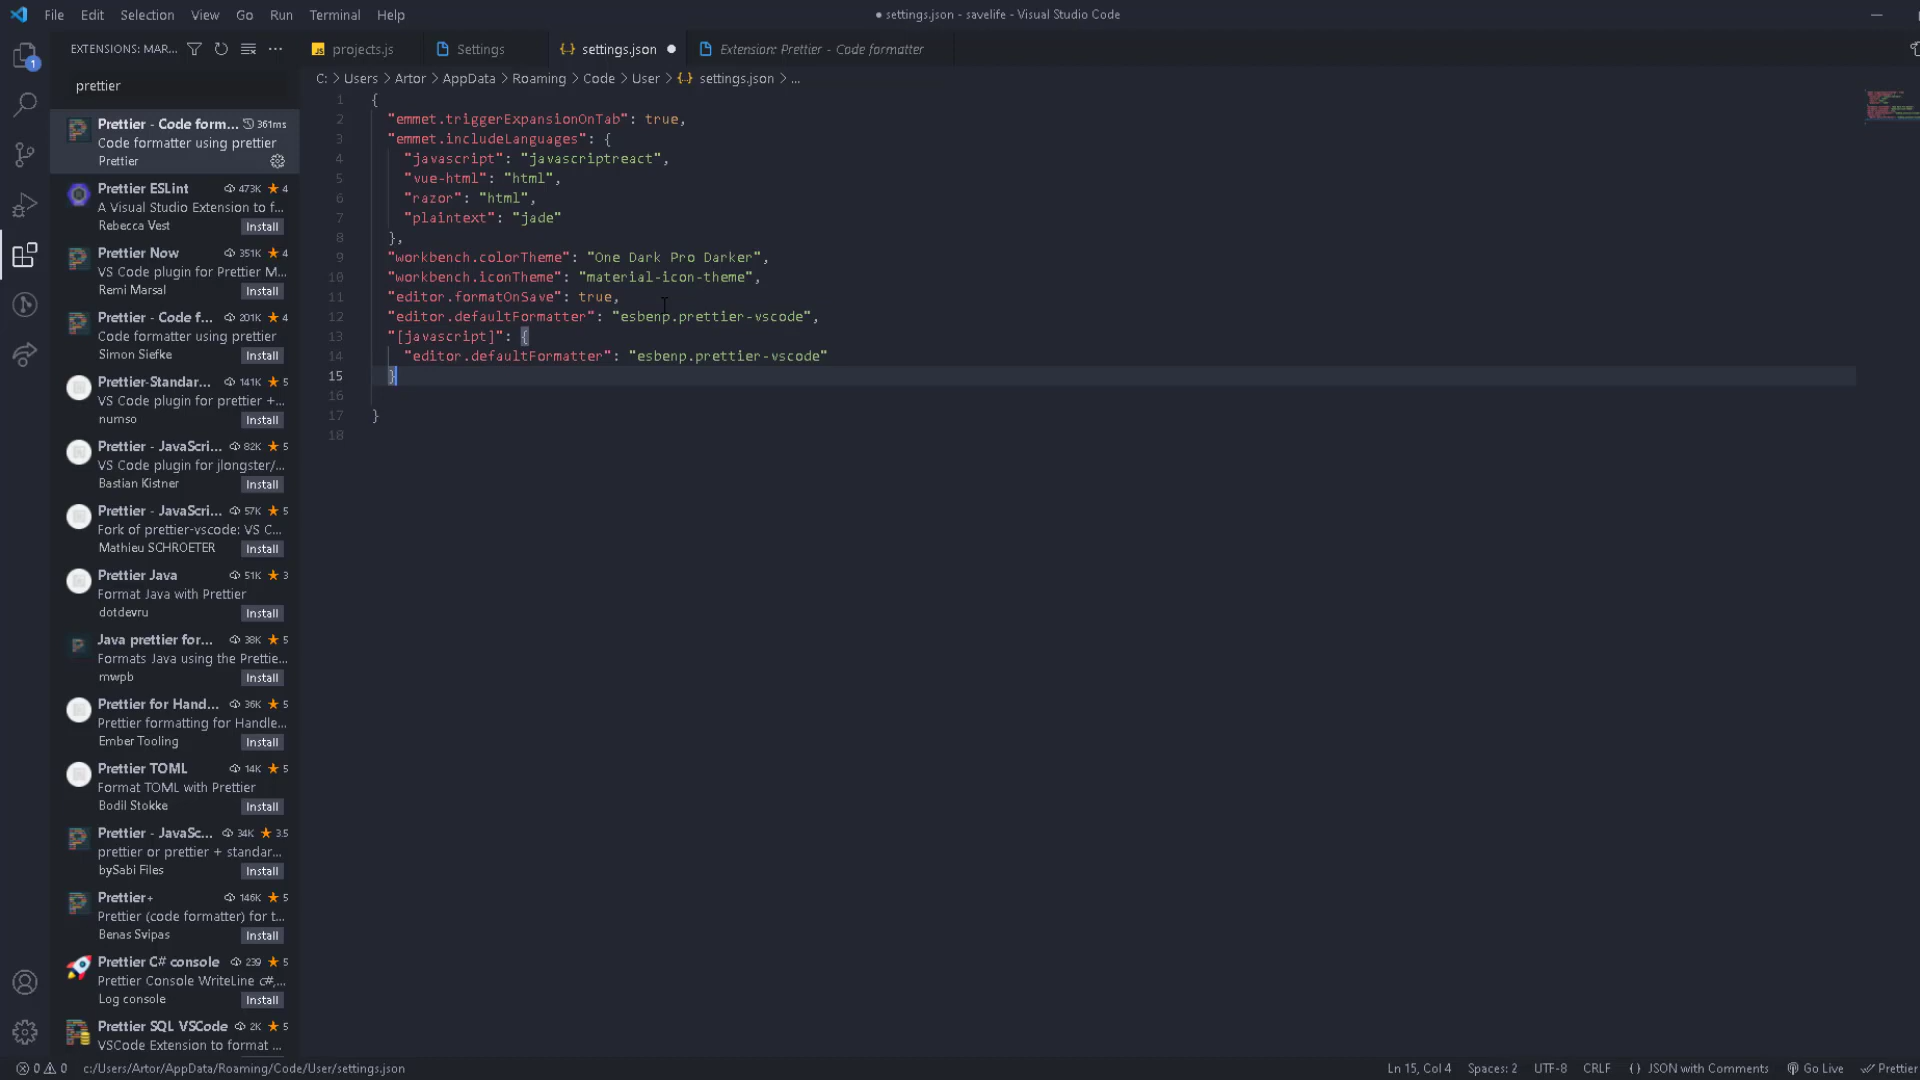 File Edit Selection View Go Run Terminal Help
settings.json - savelife - Visual Studio Code
EXTENSIONS: MAR...
projects.js
Settings
settings.json
Extension: Prettier - Code formatter
1
prettier
C: > Users > Artor > AppData > Roaming > Code > User > settings.json > ...
1 {
2 "emmet.triggerExpansionOnTab": true,
3 "emmet.includeLanguages": {
4 "javascript": "javascriptreact",
5 "vue-html": "html",
6 "razor": "html",
7 "plaintext": "jade"
8 },
9 "workbench.colorTheme": "One Dark Pro Darker",
10 "workbench.iconTheme": "material-icon-theme",
11 "editor.formatOnSave": true,
12 "editor.defaultFormatter": "esbenp.prettier-vscode",
13 "[javascript]": {
14 "editor.defaultFormatter": "esbenp.prettier-vscode"
15 }
16
17 }
18
Prettier - Code form... 361ms
Code formatter using prettier
Prettier
Prettier ESLint 473K ★ 4
A Visual Studio Extension to f...
Rebecca Vest Install
Prettier Now 351K ★ 4
VS Code plugin for Prettier M...
Remi Marsal Install
Prettier - Code f... 201K ★ 4
Code formatter using prettier
Simon Siefke Install
Prettier-Standar... 141K ★ 5
VS Code plugin for prettier +...
numso Install
Prettier - JavaScri... 82K ★ 5
VS Code plugin for jlongster/...
Bastian Kistner Install
Prettier - JavaScri... 57K ★ 5
Fork of prettier-vscode: VS C...
Mathieu SCHROETER Install
Prettier Java 51K ★ 3
Format Java with Prettier
dotdevru Install
Java prettier for... 38K ★ 5
Formats Java using the Prettie...
mwpb Install
Prettier for Hand... 36K ★ 5
Prettier formatting for Handle...
Ember Tooling Install
Prettier TOML 14K ★ 5
Format TOML with Prettier
Bodil Stokke Install
Prettier - JavaSc... 34K ★ 3.5
prettier or prettier + standar...
bySabi Files Install
Prettier+ 146K ★ 5
Prettier (code formatter) for t...
Benas Svipas Install
Prettier C# console 239 ★ 5
Prettier Console WriteLine c#,...
Log console Install
Prettier SQL VSCode 2K ★ 5
VSCode Extension to format ...
0 0 c:/Users/Artor/AppData/Roaming/Code/User/settings.json
Ln 15, Col 4 Spaces: 2 UTF-8 CRLF {} JSON with Comments Go Live Prettier